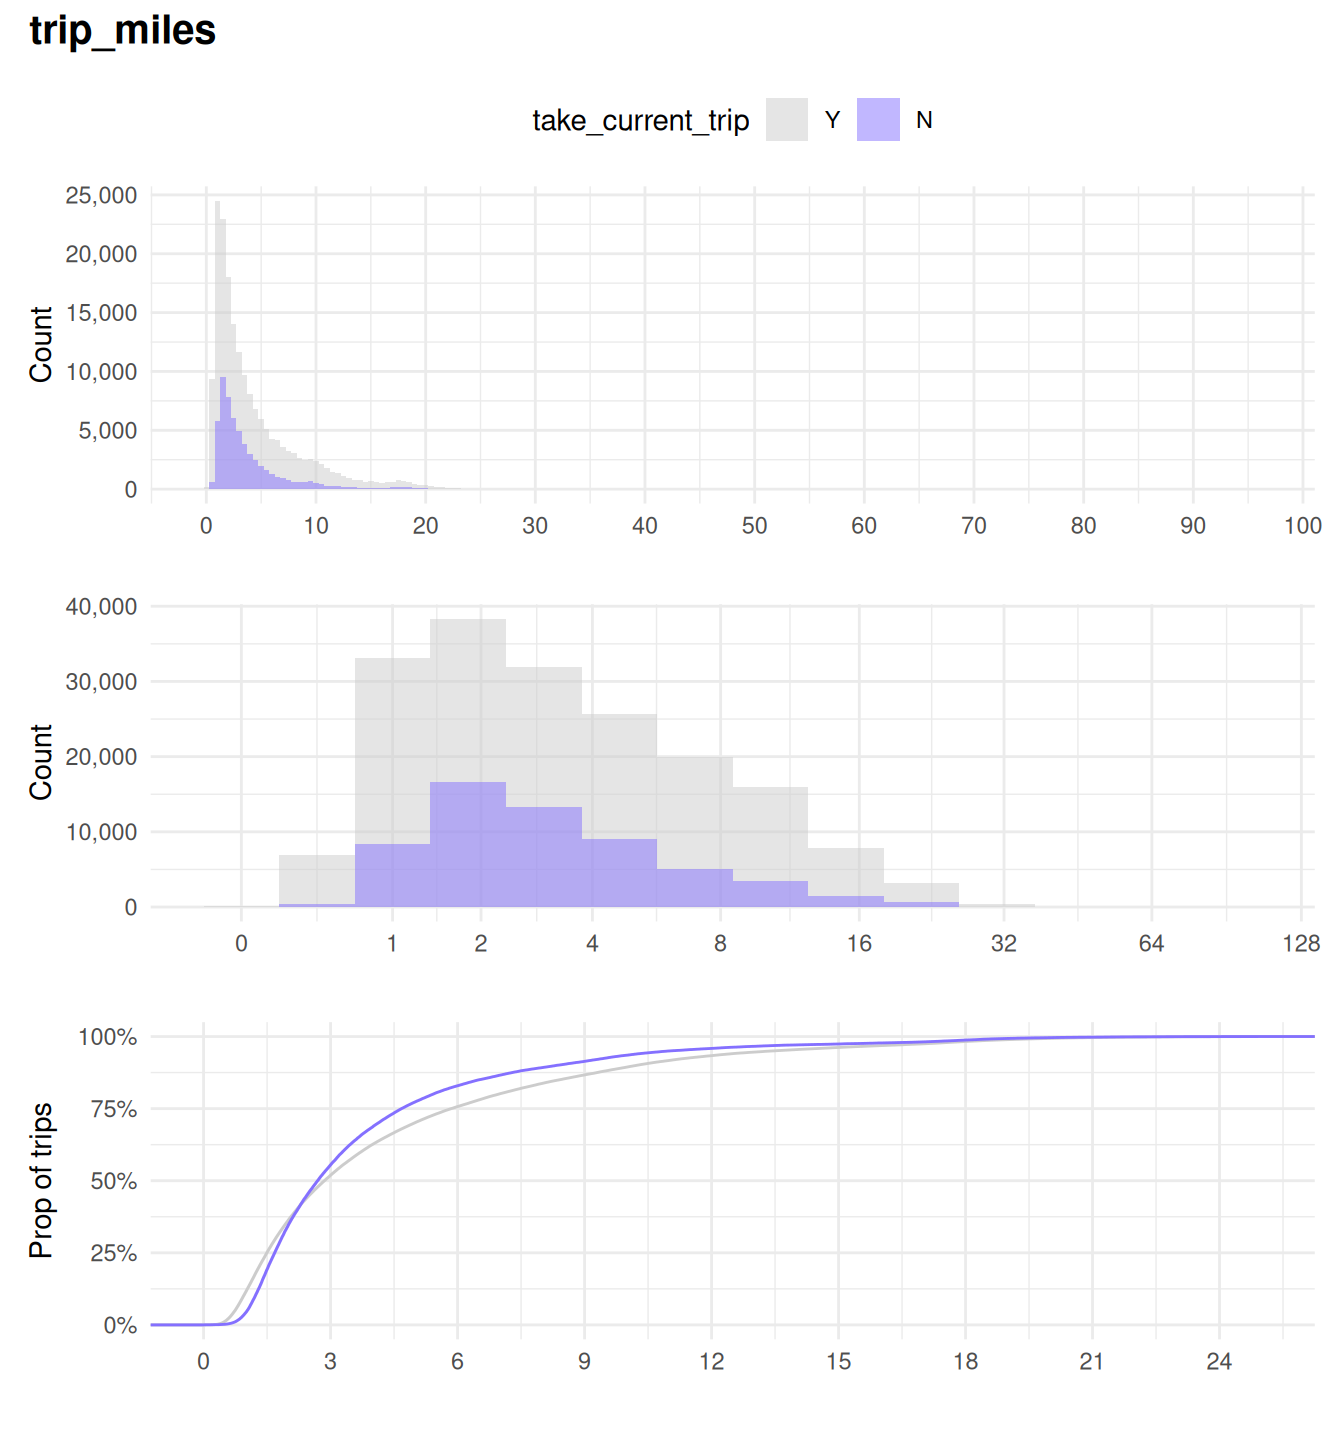 trip_miles
take_current_trip Y N
25,000
20,000
15,000
10,000
5,000
0
Count
0 10 20 30 40 50 60 70 80 90 100
40,000
30,000
20,000
10,000
0
Count
0 1 2 4 8 16 32 64 128
100%
75%
50%
25%
0%
Prop of trips
0 3 6 9 12 15 18 21 24